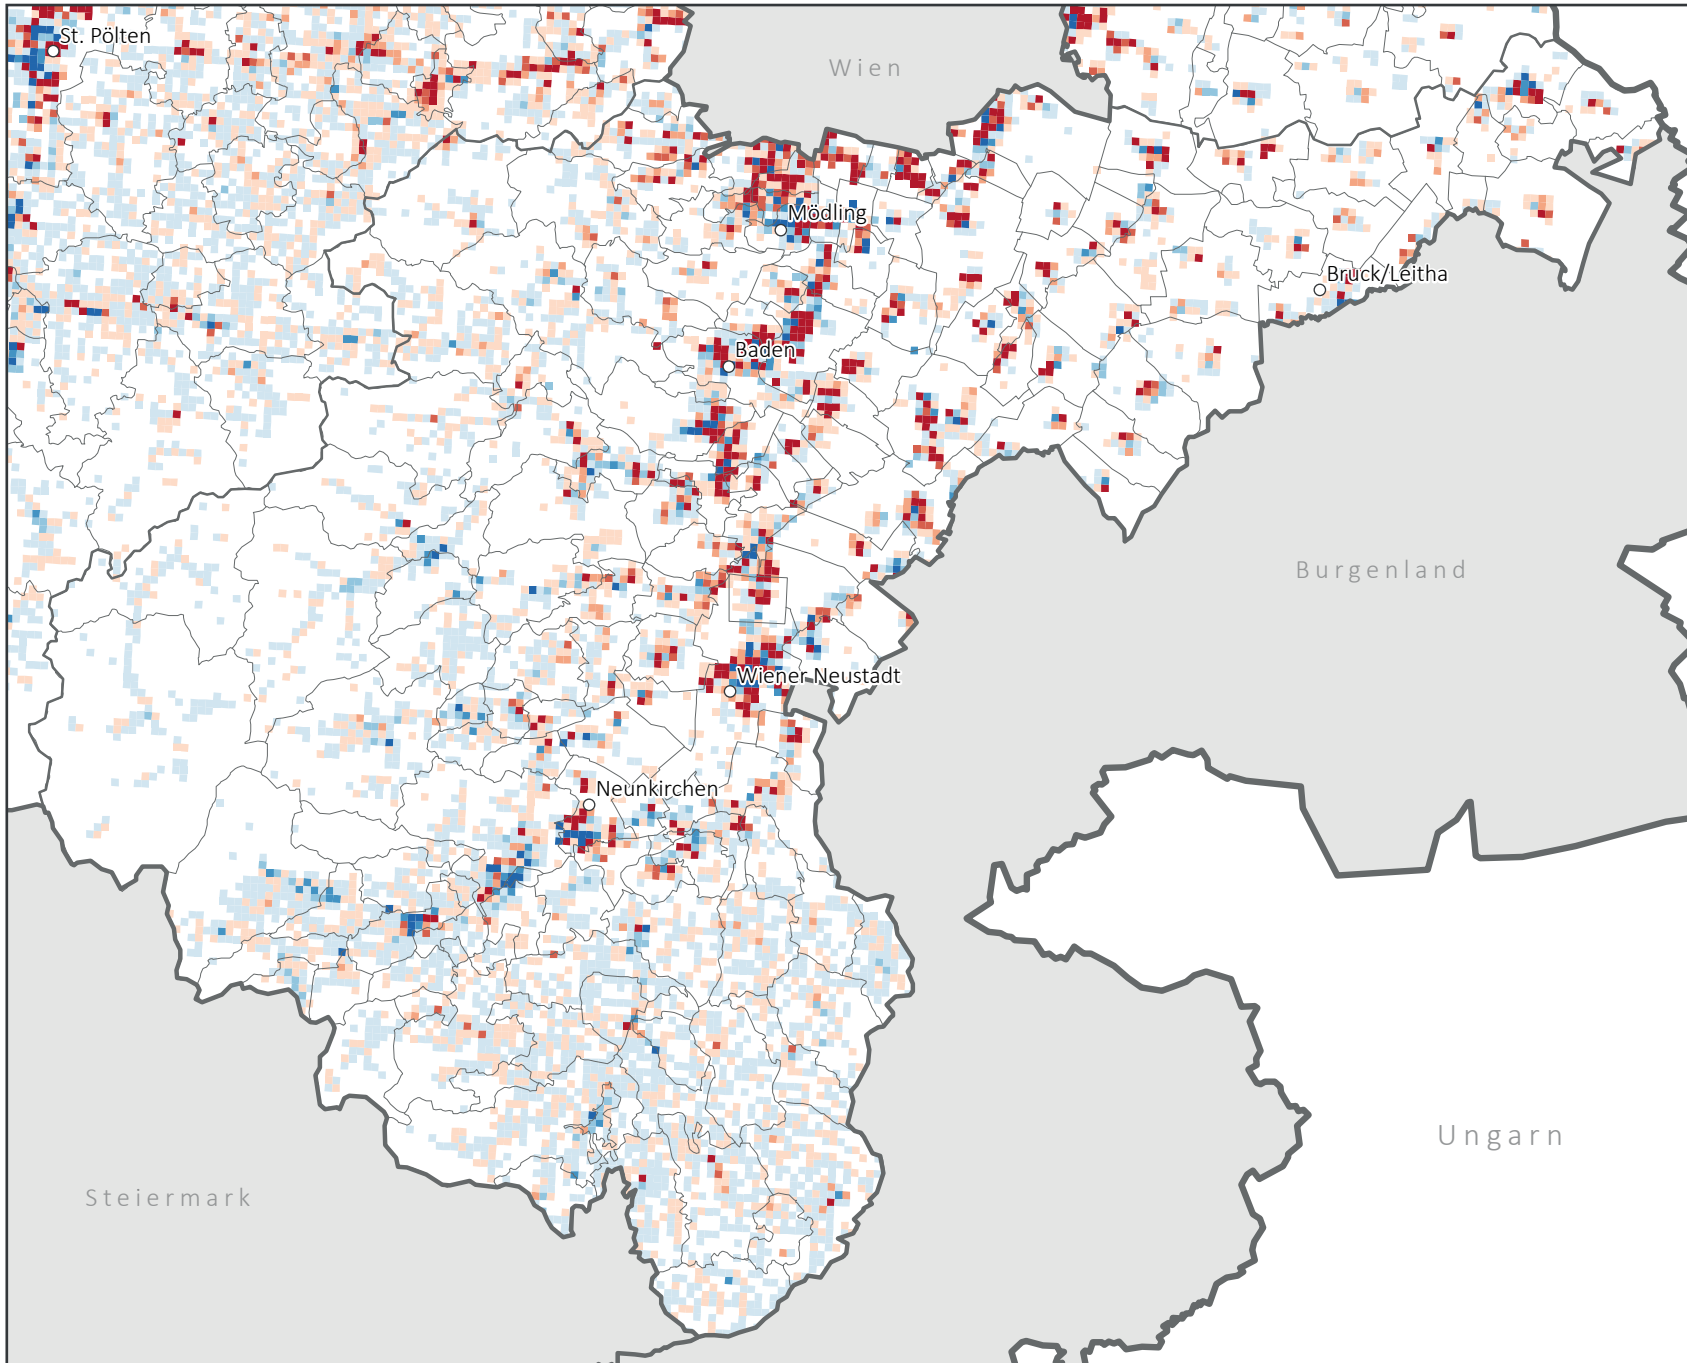 St. Pölten
Wien
Mödling
Bruck/Leitha
Baden
Burgenland
Wiener Neustadt
Neunkirchen
Ungarn
Steiermark